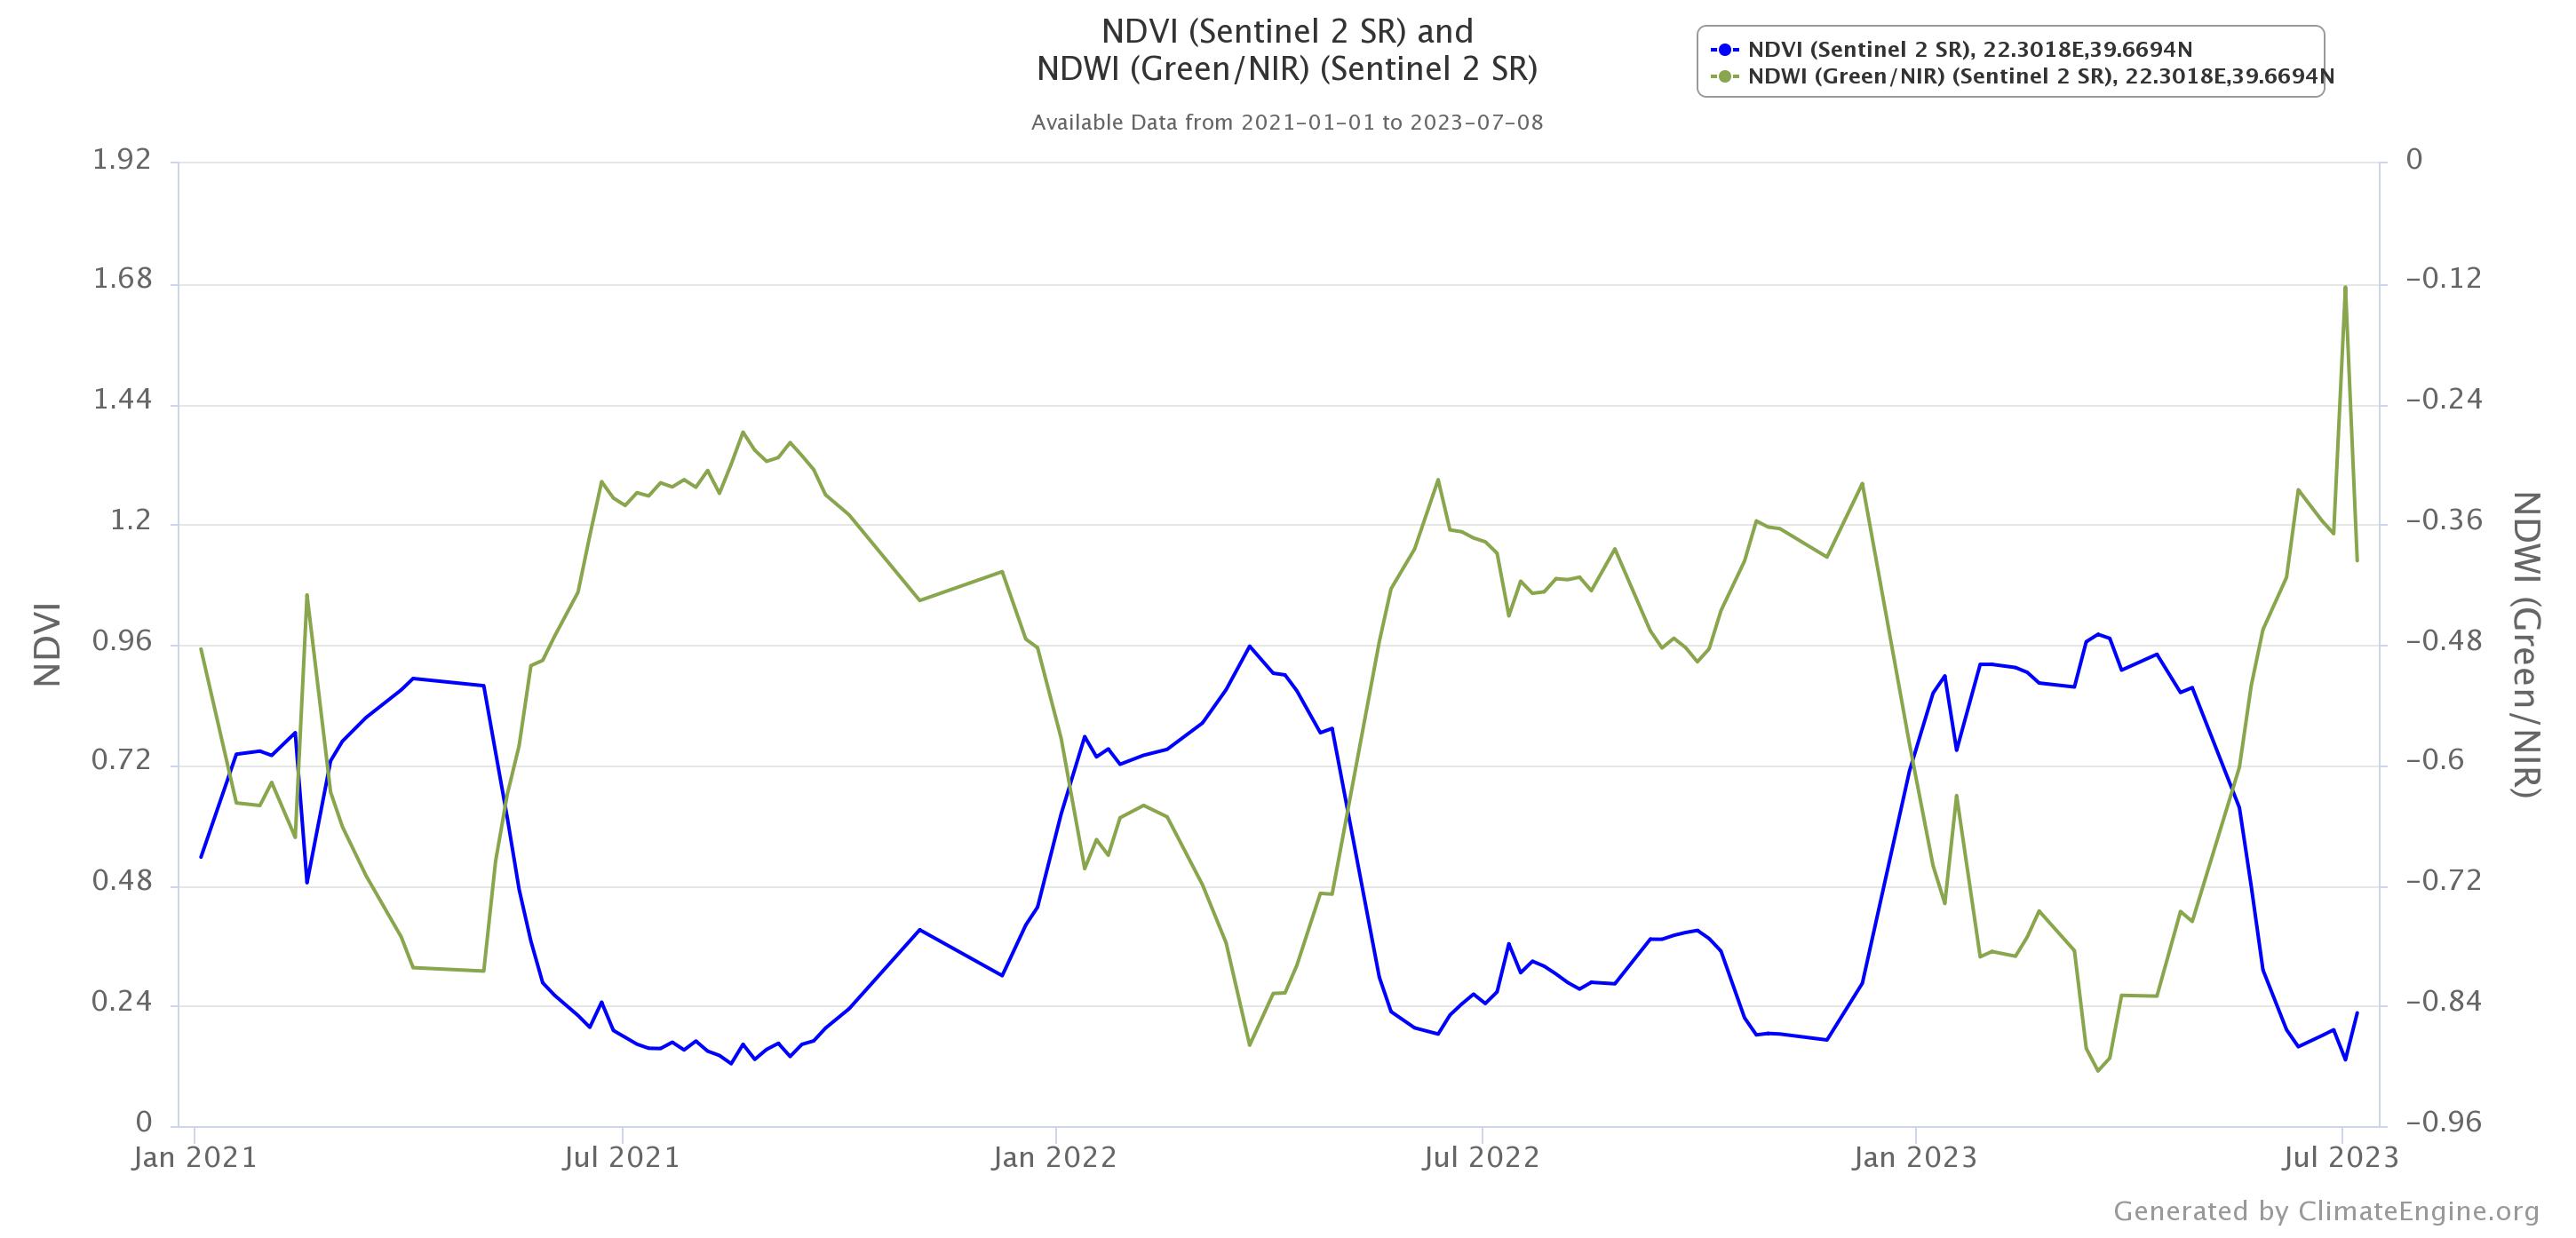 NDVI (Sentinel 2 SR) and
NDWI (Green/NIR) (Sentinel 2 SR)
NDVI (Sentinel 2 SR), 22.3018E,39.6694N
NDWI (Green/NIR) (Sentinel 2 SR), 22.3018E,39.6694N
Available Data from 2021-01-01 to 2023-07-08
1.92
1.68
1.44
1.2
0.96
0.72
0.48
0.24
0
NDVI
0
−0.12
−0.24
−0.36
−0.48
−0.6
−0.72
−0.84
−0.96
NDWI (Green/NIR)
Jan 2021
Jul 2021
Jan 2022
Jul 2022
Jan 2023
Jul 2023
Generated by ClimateEngine.org